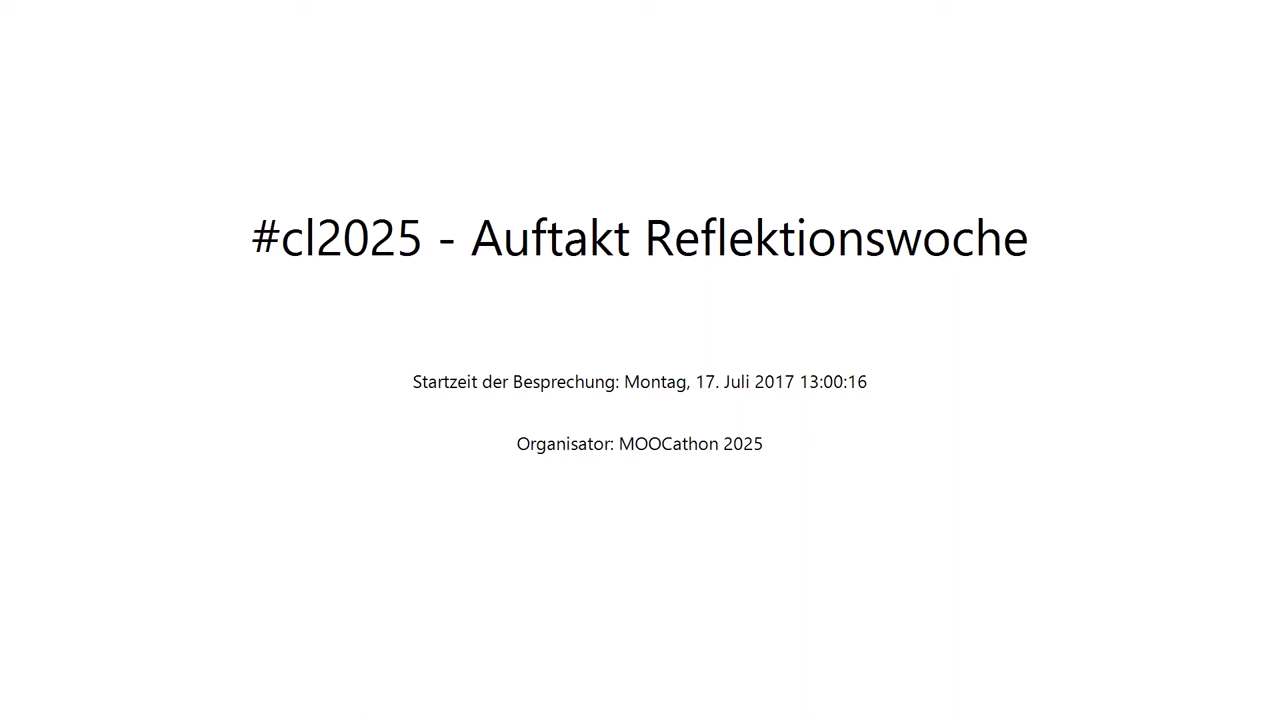 #cl2025 - Auftakt Reflektionswoche
Startzeit der Besprechung: Montag, 17. Juli 2017 13:00:16
Organisator: MOOCathon 2025